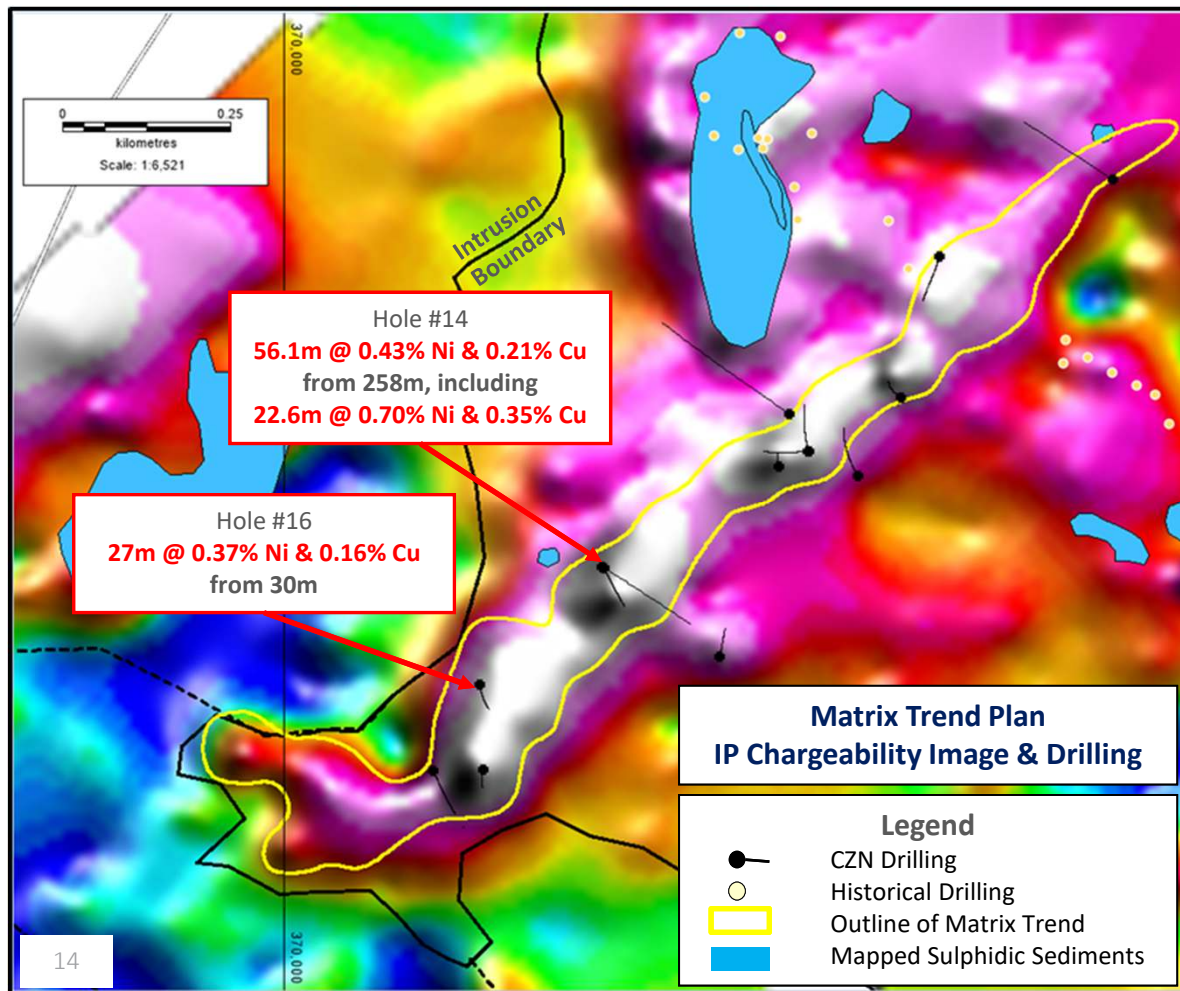 370,000
0 0.25
kilometres
Scale: 1:6,521
Intrusion
Boundary
Hole #14
56.1m @ 0.43% Ni & 0.21% Cu
from 258m, including
22.6m @ 0.70% Ni & 0.35% Cu
Hole #16
27m @ 0.37% Ni & 0.16% Cu
from 30m
Matrix Trend Plan
IP Chargeability Image & Drilling
Legend
CZN Drilling
Historical Drilling
Outline of Matrix Trend
Mapped Sulphidic Sediments
370,000
14